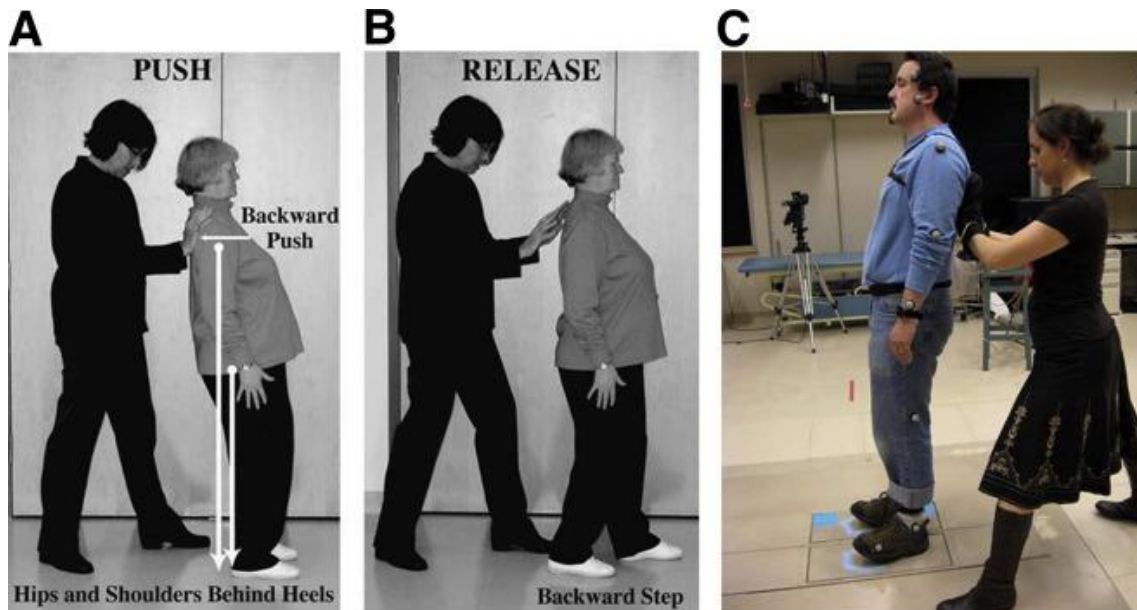 A
PUSH
Backward
Push
Hips and Shoulders Behind Heels
B
RELEASE
Backward Step
C